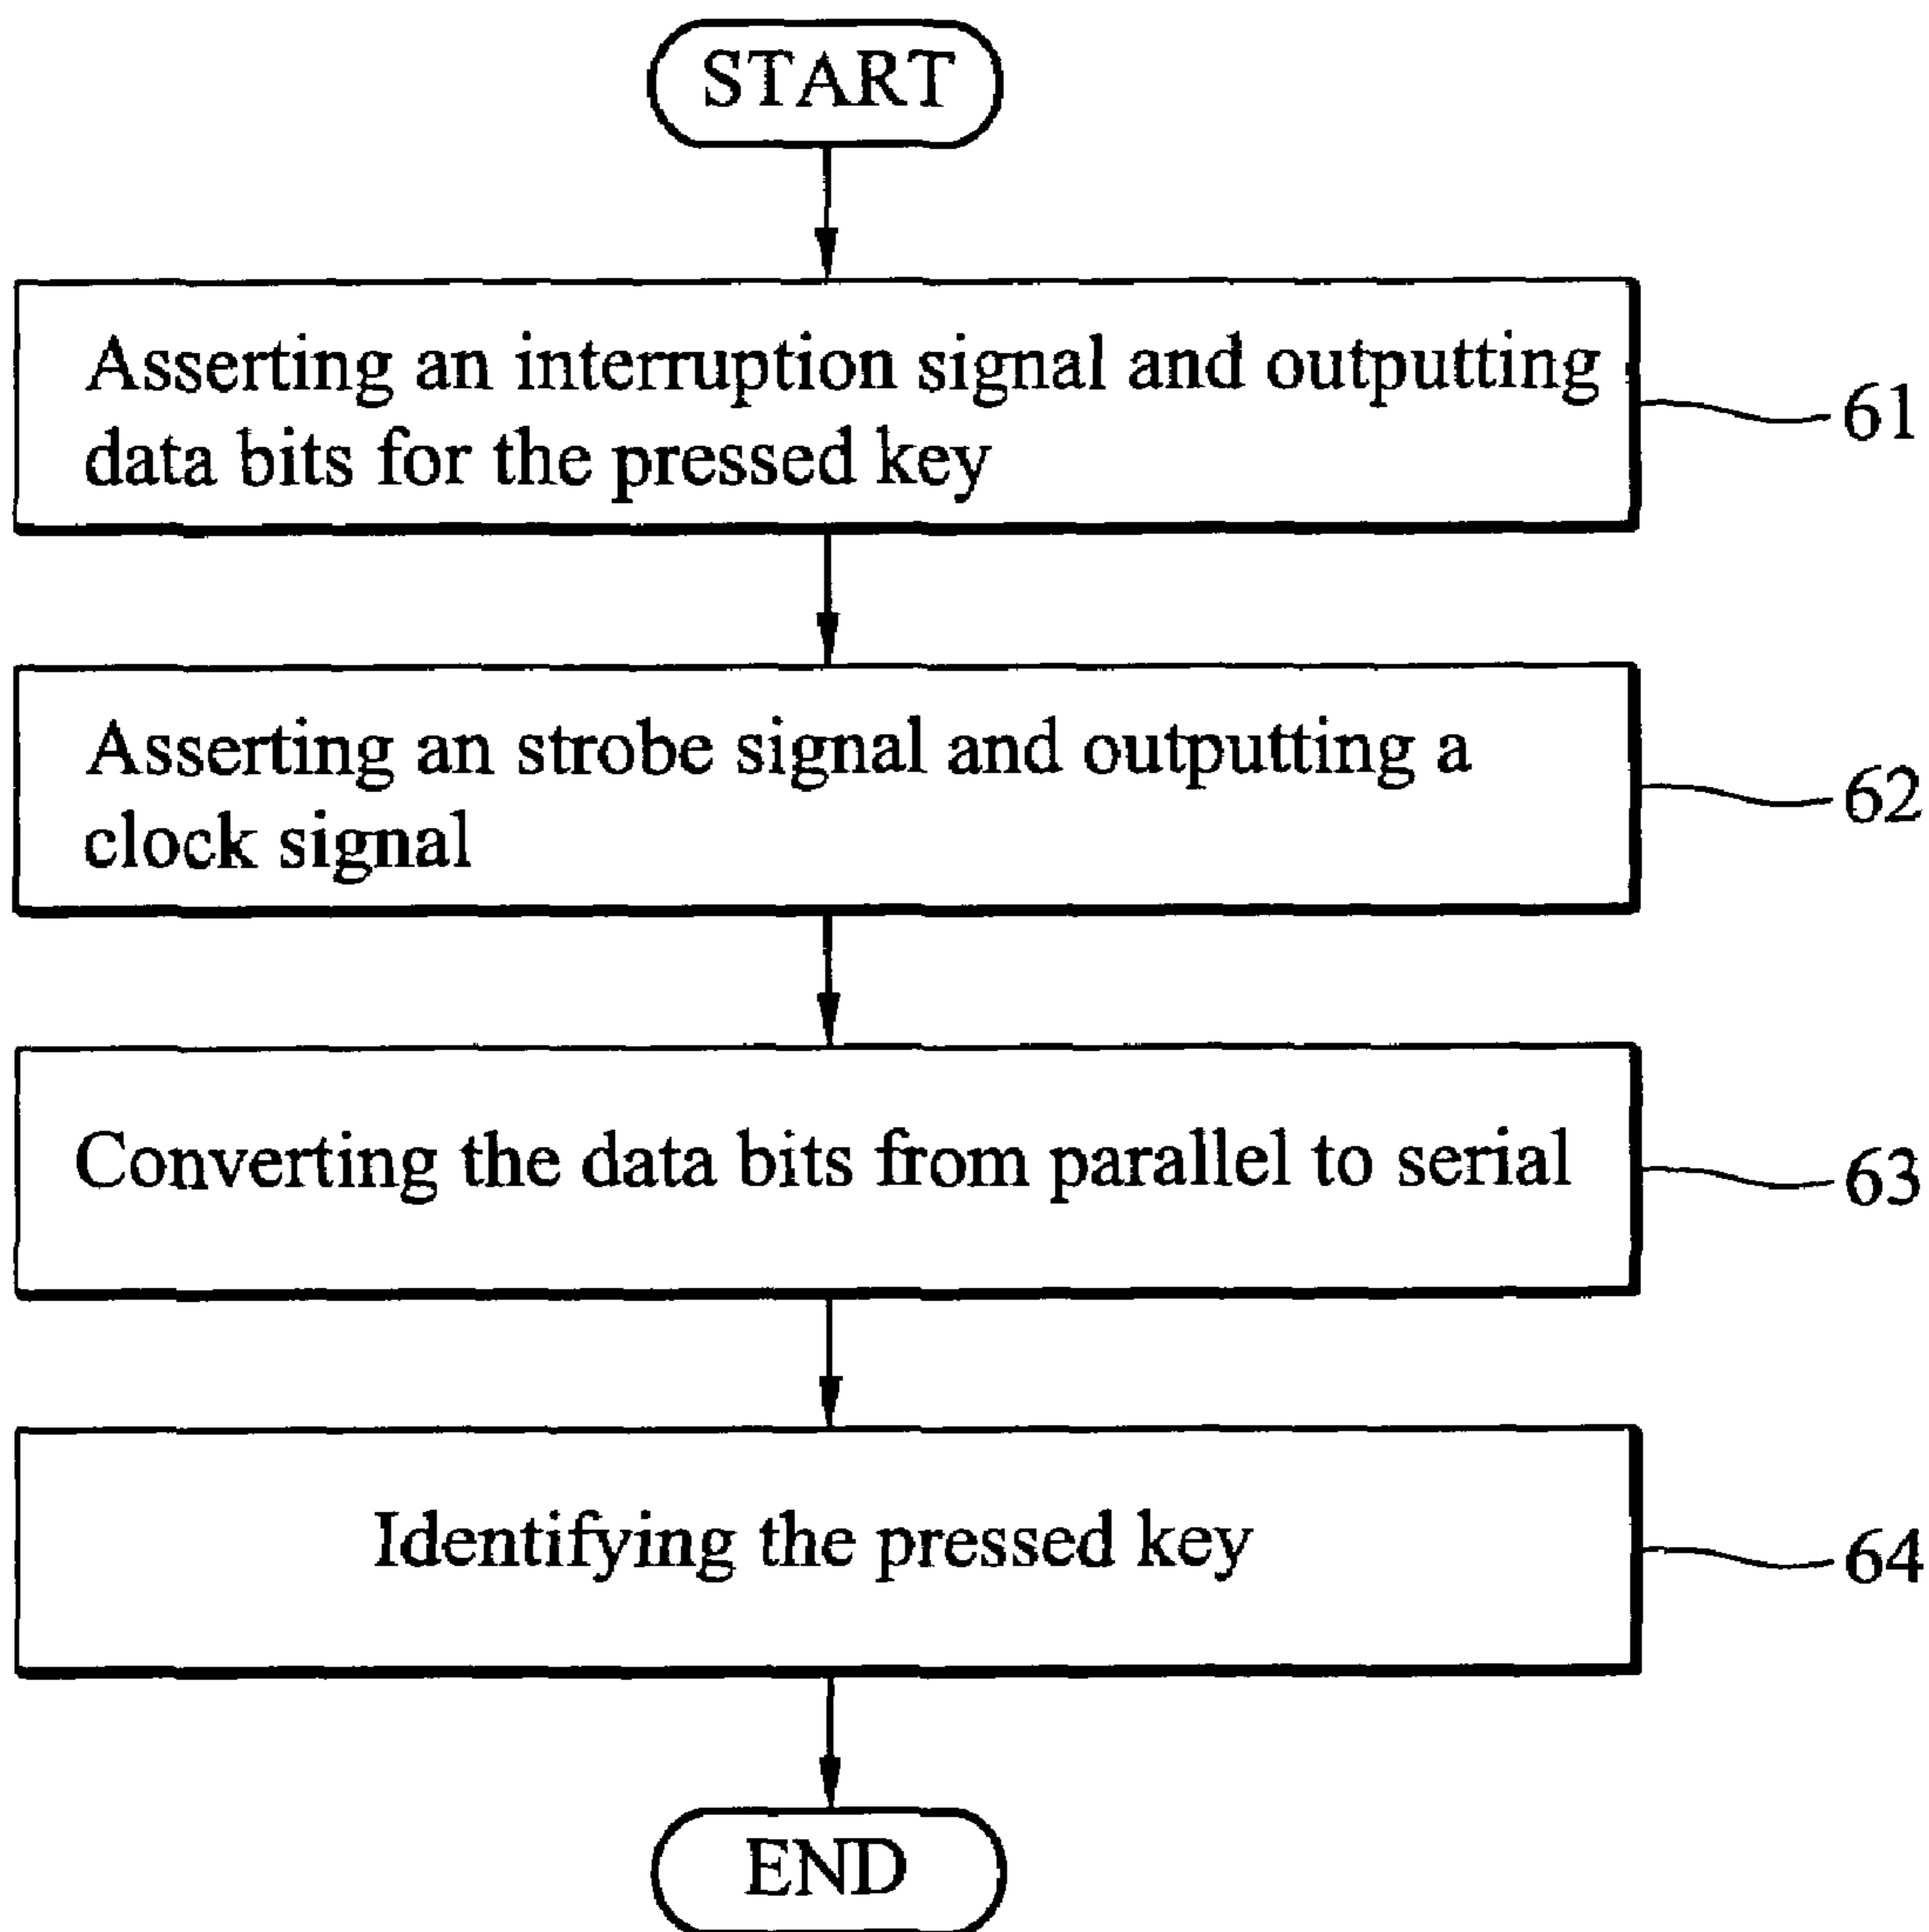 START
Asserting an interruption signal and outputting
data bits for the pressed key
61
Asserting an strobe signal and outputting a
clock signal
62
Converting the data bits from parallel to serial
63
Identifying the pressed key
64
END